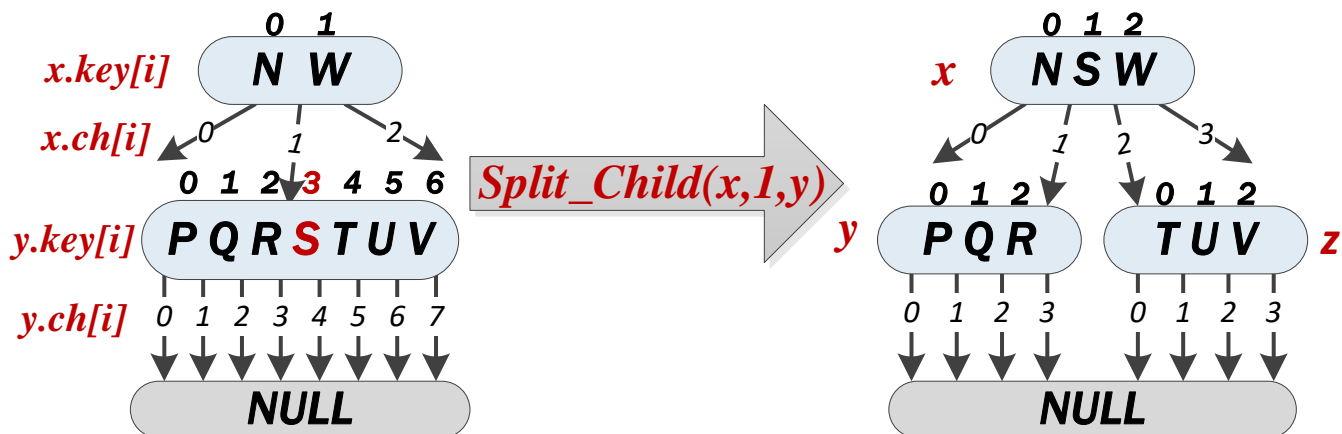 0 1
x.key[i] N W
x.ch[i] 0 1 2
0 1 2 3 4 5 6
y.key[i] P Q R S T U V
y.ch[i] 0 1 2 3 4 5 6 7
NULL
Split_Child(x,1,y)
0 1 2
x N S W
0 1 2 3
0 1 2 0 1 2
y P Q R T U V z
0 1 2 3 0 1 2 3
NULL